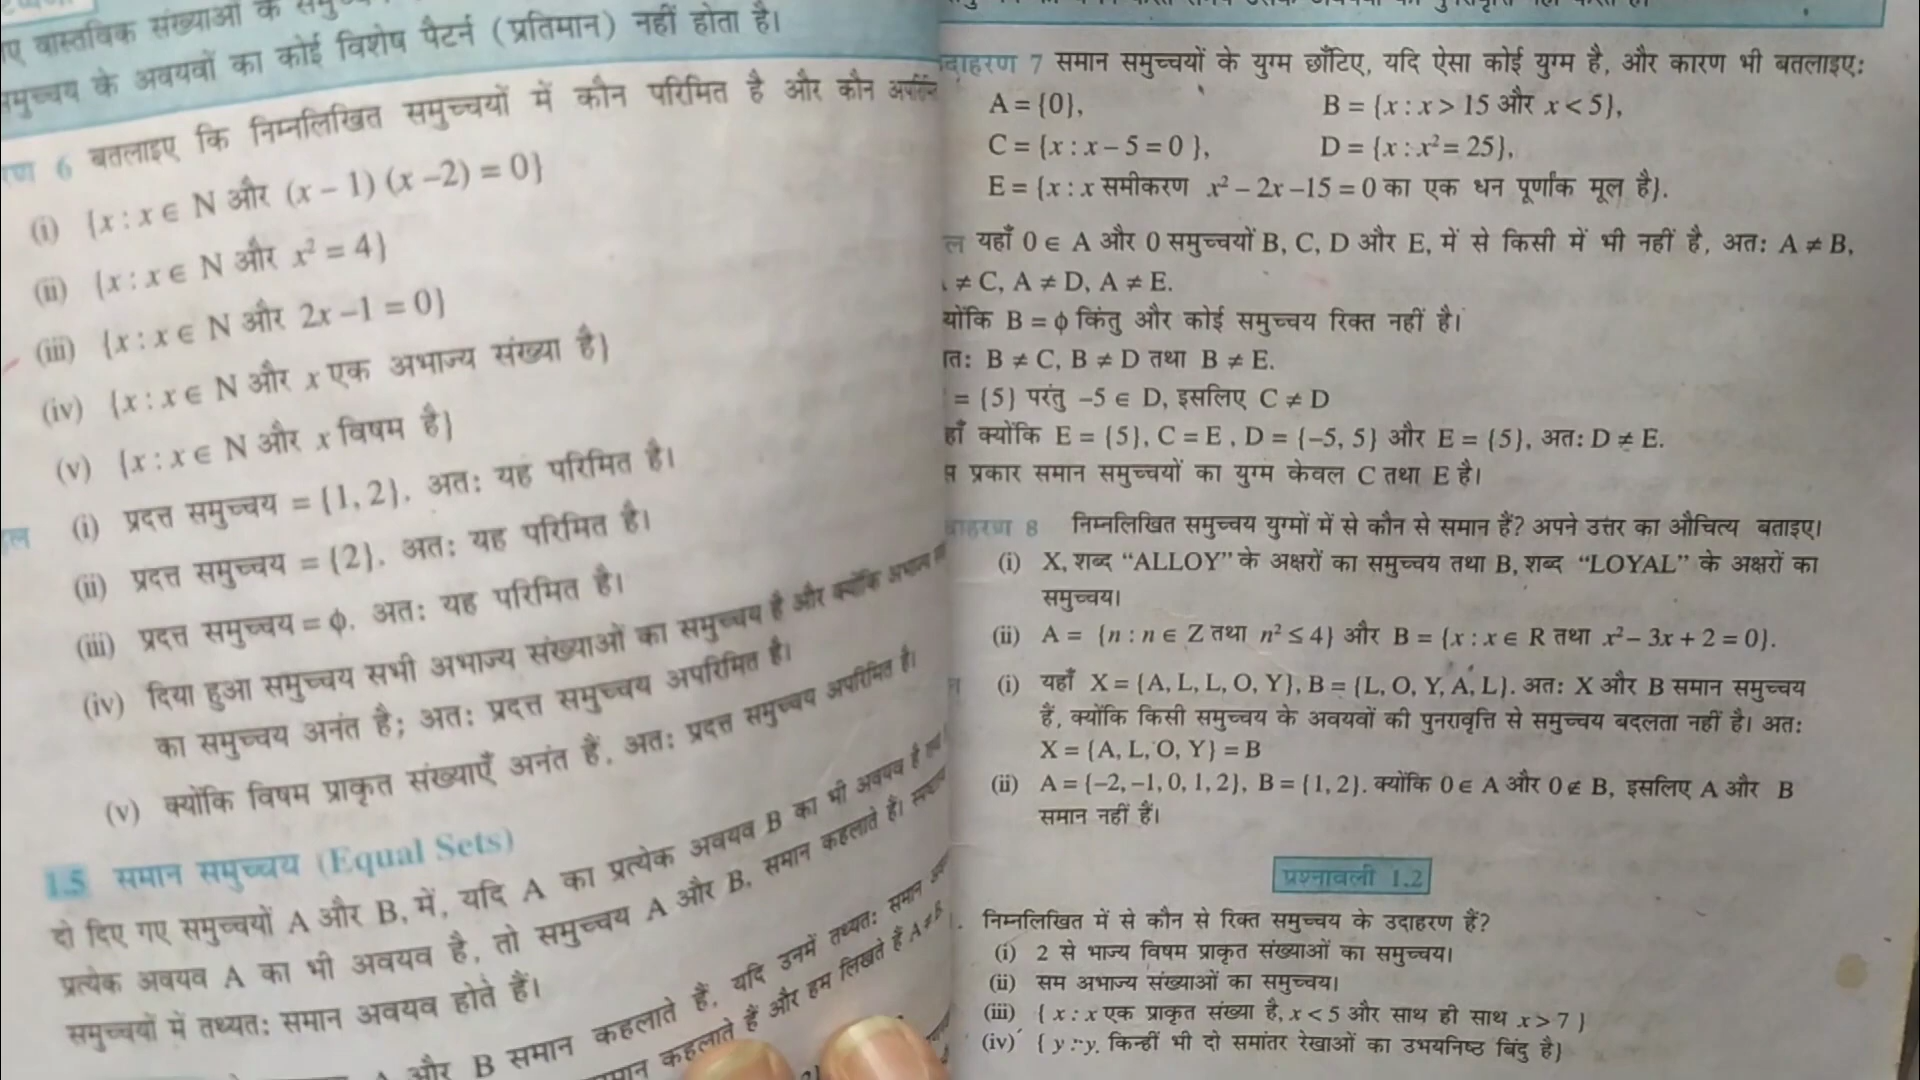 वास्तविक संख्याओं के
समुच्चय के अवयवों का कोई विशेष पैटर्न (प्रतिमान) नहीं होता है।
6 बतलाइए कि निम्नलिखित समुच्चयों में कौन परिमित है और कौन
(i) {x : x ∈ N और (x – 1) (x –2) = 0}
(ii) {x : x ∈ N और x² = 4}
(iii) {x : x ∈ N और 2x –1 = 0}
(iv) {x : x ∈ N और x एक अभाज्य संख्या है}
(v) {x : x ∈ N और x विषम है}
(i) प्रदत्त समुच्चय = {1, 2}. अतः यह परिमित है।
(ii) प्रदत्त समुच्चय = {2}. अतः यह परिमित है।
(iii) प्रदत्त समुच्चय = ϕ. अतः यह परिमित है।
(iv) दिया हुआ समुच्चय सभी अभाज्य संख्याओं का समुच्चय है और क्योंकि अभाज्य
का समुच्चय अनंत है; अतः प्रदत्त समुच्चय अपरिमित है।
(v) क्योंकि विषम प्राकृत संख्याएँ अनंत हैं, अतः प्रदत्त समुच्चय अपरिमित है।
1.5 समान समुच्चय (Equal Sets)
दो दिए गए समुच्चयों A और B, में, यदि A का प्रत्येक अवयव B का भी अवयव है तथा
प्रत्येक अवयव A का भी अवयव है, तो समुच्चय A और B, समान कहलाते हैं।
समुच्चयों में तथ्यतः समान अवयव होते हैं।
और B समान कहलाते हैं, यदि उनमें तथ्यतः समान
कहलाते हैं और हम लिखते हैं A ≠ B
उदाहरण 7 समान समुच्चयों के युग्म छाँटिए, यदि ऐसा कोई युग्म है, और कारण भी बतलाइए:
A = {0}, B = {x : x > 15 और x < 5},
C = {x : x – 5 = 0 }, D = {x : x² = 25},
E = {x : x समीकरण x² – 2x –15 = 0 का एक धन पूर्णांक मूल है}.
यहाँ 0 ∈ A और 0 समुच्चयों B, C, D और E, में से किसी में भी नहीं है, अतः A ≠ B,
≠ C, A ≠ D, A ≠ E.
क्योंकि B = ϕ किंतु और कोई समुच्चय रिक्त नहीं है।
अतः B ≠ C, B ≠ D तथा B ≠ E.
= {5} परंतु –5 ∈ D, इसलिए C ≠ D
यहाँ क्योंकि E = {5}, C = E , D = {–5, 5} और E = {5}, अतः D ≠ E.
प्रकार समान समुच्चयों का युग्म केवल C तथा E है।
उदाहरण 8 निम्नलिखित समुच्चय युग्मों में से कौन से समान हैं? अपने उत्तर का औचित्य बताइए।
(i) X, शब्द “ALLOY” के अक्षरों का समुच्चय तथा B, शब्द “LOYAL” के अक्षरों का
समुच्चय।
(ii) A = {n : n ∈ Z तथा n² ≤ 4} और B = {x : x ∈ R तथा x² – 3x + 2 = 0}.
(i) यहाँ X = {A, L, L, O, Y}, B = {L, O, Y, A, L}. अतः X और B समान समुच्चय
हैं, क्योंकि किसी समुच्चय के अवयवों की पुनरावृत्ति से समुच्चय बदलता नहीं है। अतः
X = {A, L, O, Y} = B
(ii) A = {–2, –1, 0, 1, 2}, B = {1, 2}. क्योंकि 0 ∈ A और 0 ∉ B, इसलिए A और B
समान नहीं हैं।
प्रश्नावली 1.2
निम्नलिखित में से कौन से रिक्त समुच्चय के उदाहरण हैं?
(i) 2 से भाज्य विषम प्राकृत संख्याओं का समुच्चय।
(ii) सम अभाज्य संख्याओं का समुच्चय।
(iii) { x : x एक प्राकृत संख्या है, x < 5 और साथ ही साथ x > 7 }
(iv) { y : y, किन्हीं भी दो समांतर रेखाओं का उभयनिष्ठ बिंदु है}